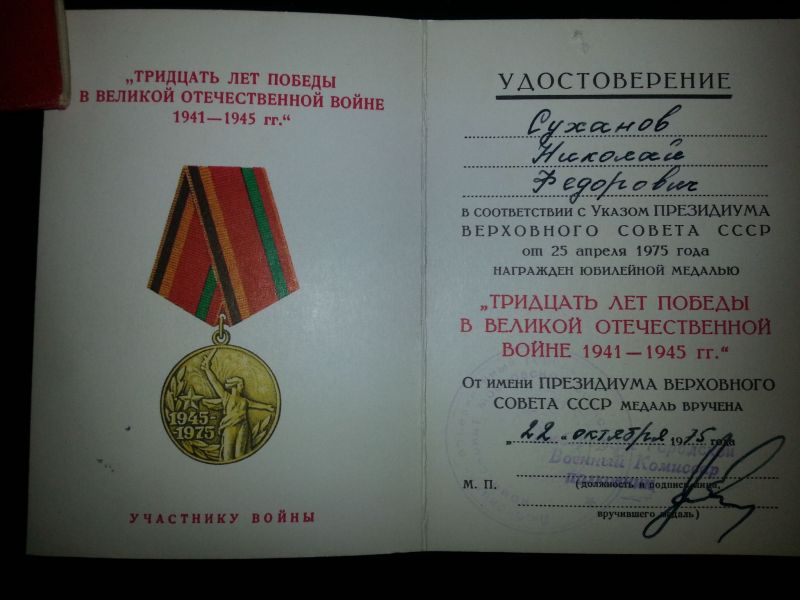 „ТРИДЦАТЬ ЛЕТ ПОБЕДЫ
В ВЕЛИКОЙ ОТЕЧЕСТВЕННОЙ ВОЙНЕ
1941—1945 гг.“
1945-
-1975
УЧАСТНИКУ ВОЙНЫ
УДОСТОВЕРЕНИЕ
Суханов
Николай
Федорович
в соответствии с Указом ПРЕЗИДИУМА
ВЕРХОВНОГО СОВЕТА СССР
от 25 апреля 1975 года
НАГРАЖДЕН ЮБИЛЕЙНОЙ МЕДАЛЬЮ
„ТРИДЦАТЬ ЛЕТ ПОБЕДЫ
В ВЕЛИКОЙ ОТЕЧЕСТВЕННОЙ
ВОЙНЕ 1941—1945 гг.“
От имени ПРЕЗИДИУМА ВЕРХОВНОГО
СОВЕТА СССР МЕДАЛЬ ВРУЧЕНА
„22“ октября 1975 года
Военный Комиссар
М. П. (должность и подпись лица,
вручившего медаль)